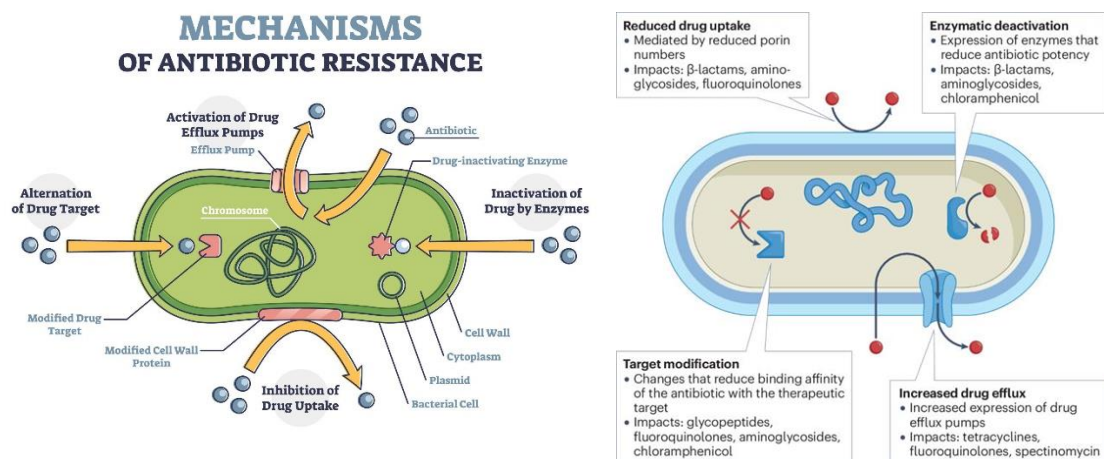 MECHANISMS
OF ANTIBIOTIC RESISTANCE
Activation of Drug
Efflux Pumps
Efflux Pump
Antibiotic
Drug-inactivating Enzyme
Alternation
of Drug Target
Inactivation of
Drug by Enzymes
Chromosome
Modified Drug
Target
Modified Cell Wall
Protein
Cell Wall
Cytoplasm
Plasmid
Bacterial Cell
Inhibition of
Drug Uptake
Reduced drug uptake
• Mediated by reduced porin
numbers
• Impacts: β-lactams, amino-
glycosides, fluoroquinolones
Enzymatic deactivation
• Expression of enzymes that
reduce antibiotic potency
• Impacts: β-lactams,
aminoglycosides,
chloramphenicol
Target modification
• Changes that reduce binding affinity
of the antibiotic with the therapeutic
target
• Impacts: glycopeptides,
fluoroquinolones, aminoglycosides,
chloramphenicol
Increased drug efflux
• Increased expression of drug
efflux pumps
• Impacts: tetracyclines,
fluoroquinolones, spectinomycin